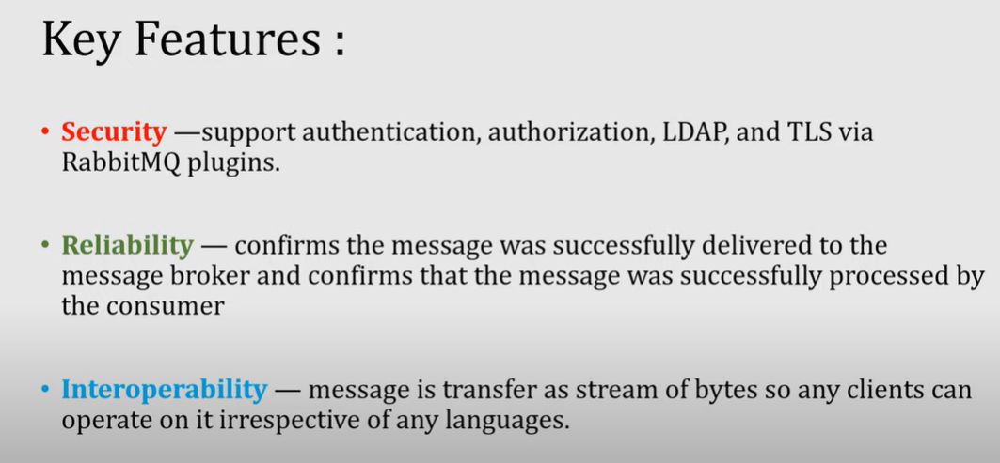 Key Features :
• Security —support authentication, authorization, LDAP, and TLS via
RabbitMQ plugins.
• Reliability — confirms the message was successfully delivered to the
message broker and confirms that the message was successfully processed by
the consumer
• Interoperability — message is transfer as stream of bytes so any clients can
operate on it irrespective of any languages.